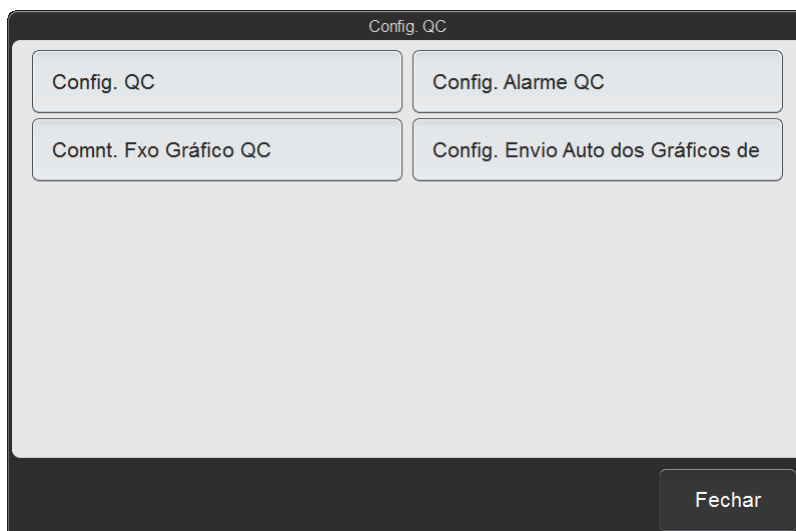 Config. QC
Config. QC
Config. Alarme QC
Comnt. Fxo Gráfico QC
Config. Envio Auto dos Gráficos de
Fechar